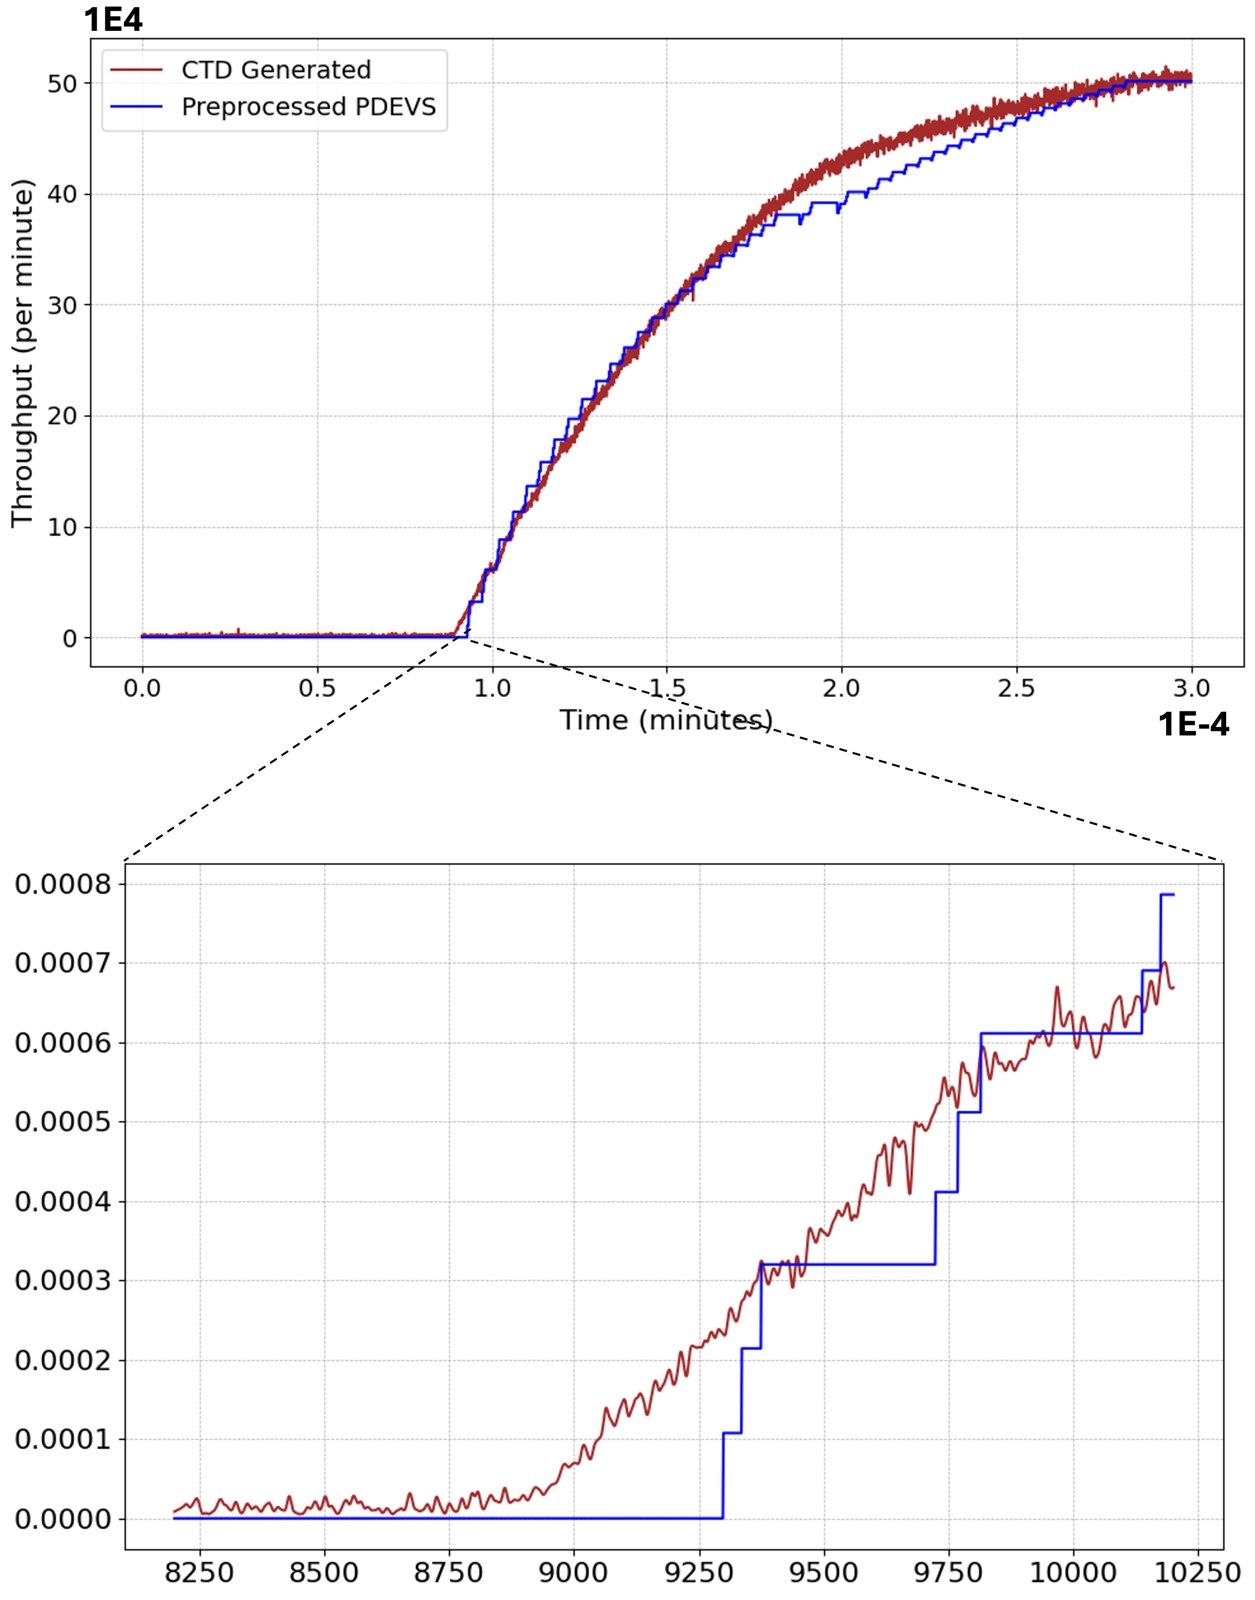 1E4
CTD Generated
Preprocessed PDEVS
50
40
30
20
10
0
Throughput (per minute)
0.0 0.5 1.0 1.5 2.0 2.5 3.0
Time (minutes)
1E-4
0.0008
0.0007
0.0006
0.0005
0.0004
0.0003
0.0002
0.0001
0.0000
8250 8500 8750 9000 9250 9500 9750 10000 10250